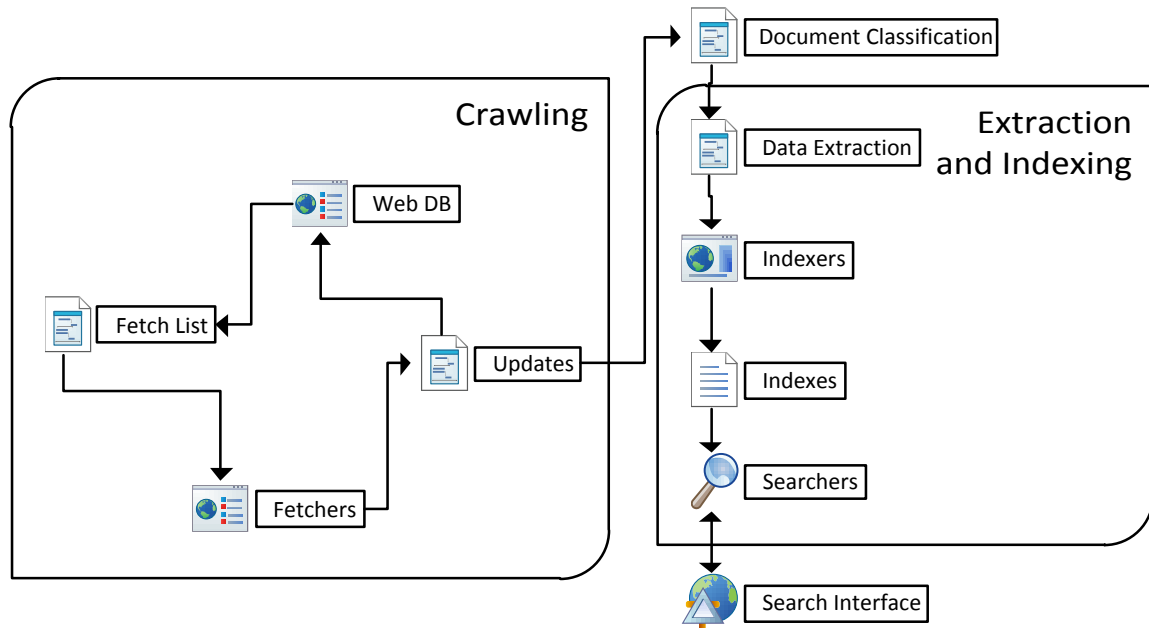 Document Classification
Crawling
Extraction
and Indexing
Data Extraction
Web DB
Indexers
Fetch List
Updates
Indexes
Searchers
Fetchers
Search Interface